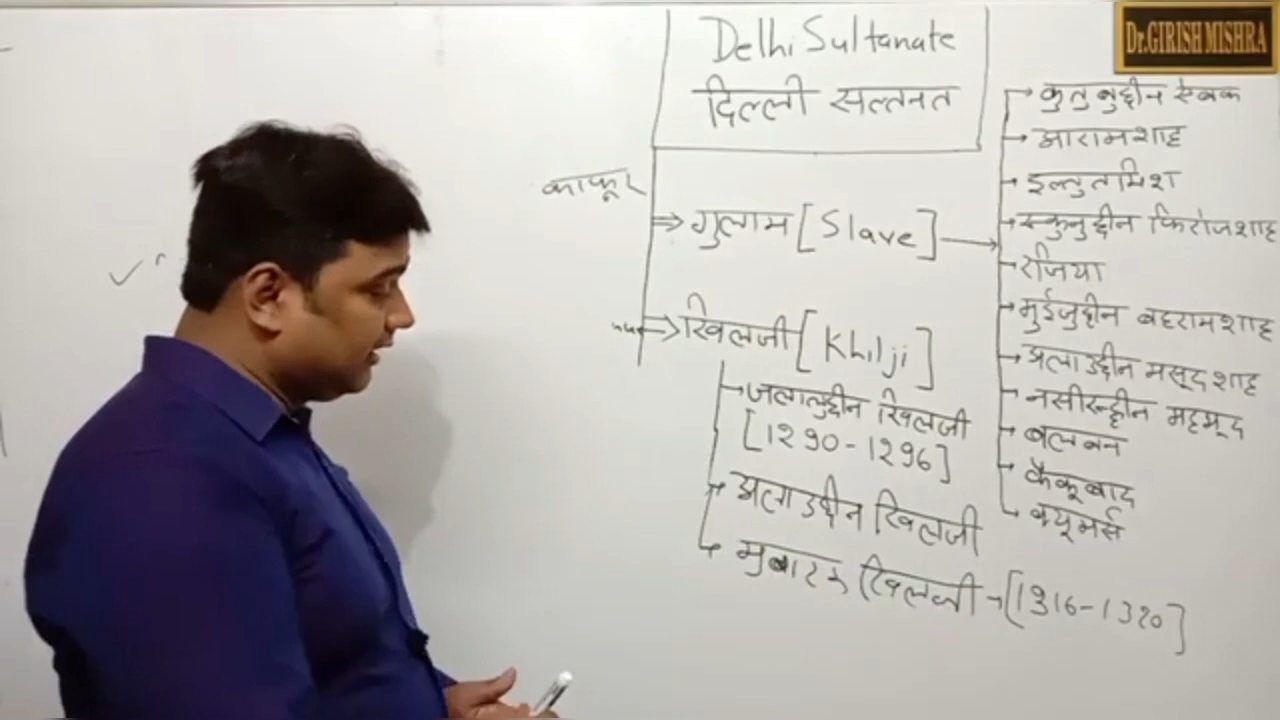 Dr.GIRISH MISHRA
Delhi Sultanate
दिल्ली सल्तनत
काफूर
गुलाम [Slave]
कुतुबुद्दीन ऐबक
आरामशाह
इल्तुतमिश
रुकुनुद्दीन फिरोजशाह
रजिया
मुईजुद्दीन बहरामशाह
अलाउद्दीन मसूदशाह
नसीरुद्दीन महमूद
बलबन
कैकूबाद
क्यूमर्स
खिलजी [Khilji]
जलालुद्दीन खिलजी
[1290-1296]
अलाउद्दीन खिलजी
मुबारक खिलजी → [1316-1320]